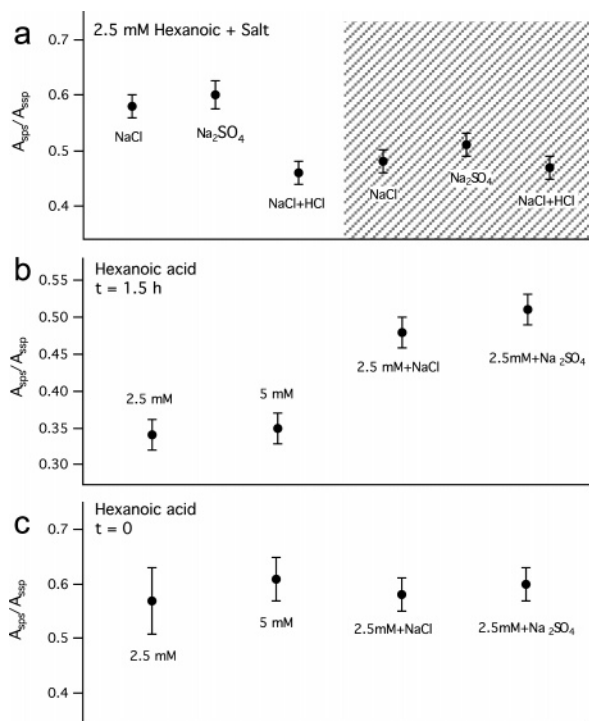 a
2.5 mM Hexanoic + Salt
0.7
0.6
0.5
0.4
Asps/Assp
NaCl
Na2SO4
NaCl+HCl
NaCl
Na2SO4
NaCl+HCl
b
Hexanoic acid
t = 1.5 h
0.55
0.50
0.45
0.40
0.35
0.30
Asps/Assp
2.5 mM
5 mM
2.5 mM+NaCl
2.5mM+Na2SO4
c
Hexanoic acid
t = 0
0.7
0.6
0.5
0.4
Asps/Assp
2.5 mM
5 mM
2.5mM+NaCl
2.5mM+Na2SO4